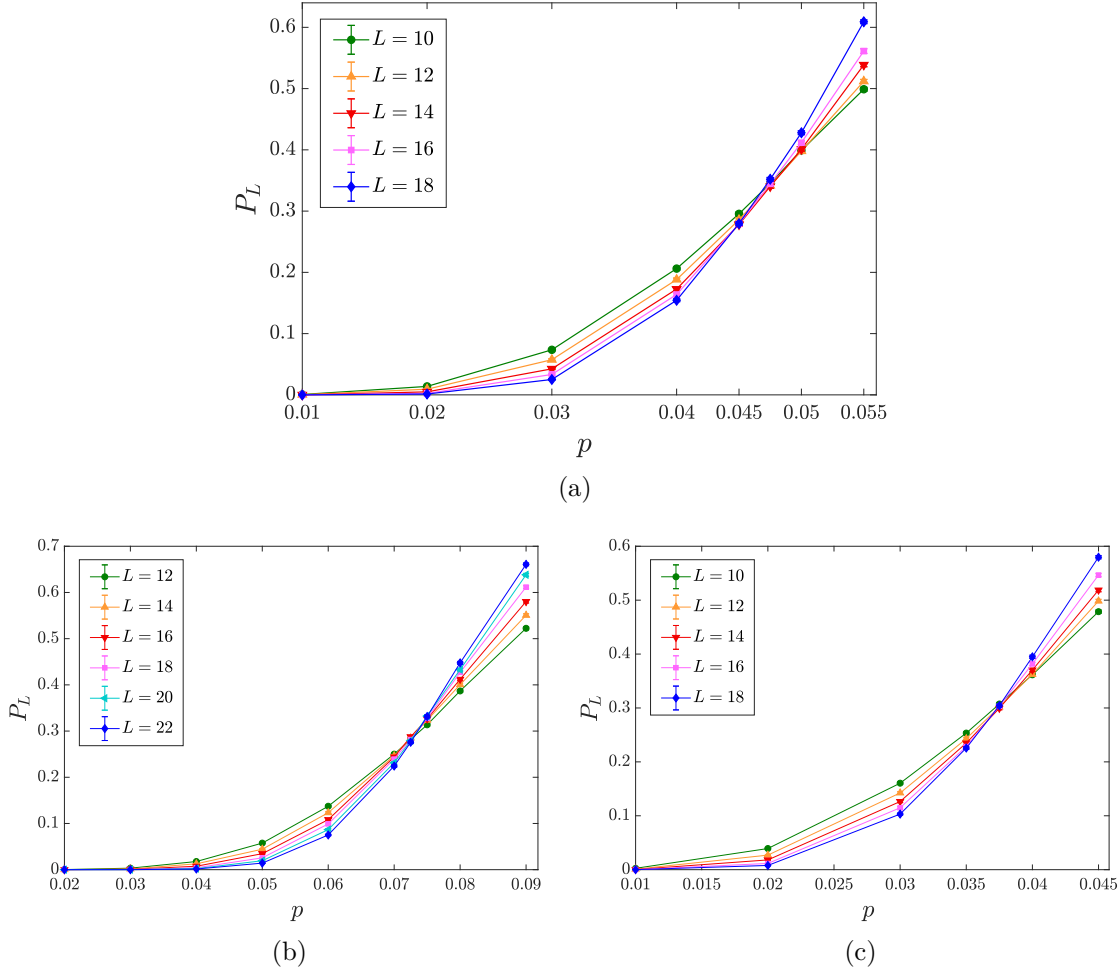 0.6
0.5
0.4
0.3
0.2
0.1
0
P_L
L = 10
L = 12
L = 14
L = 16
L = 18
0.01 0.02 0.03 0.04 0.045 0.05 0.055
p
(a)
0.7
0.6
0.5
0.4
0.3
0.2
0.1
0
P_L
L = 12
L = 14
L = 16
L = 18
L = 20
L = 22
0.02 0.03 0.04 0.05 0.06 0.07 0.08 0.09
p
(b)
0.6
0.5
0.4
0.3
0.2
0.1
0
P_L
L = 10
L = 12
L = 14
L = 16
L = 18
0.01 0.015 0.02 0.025 0.03 0.035 0.04 0.045
p
(c)